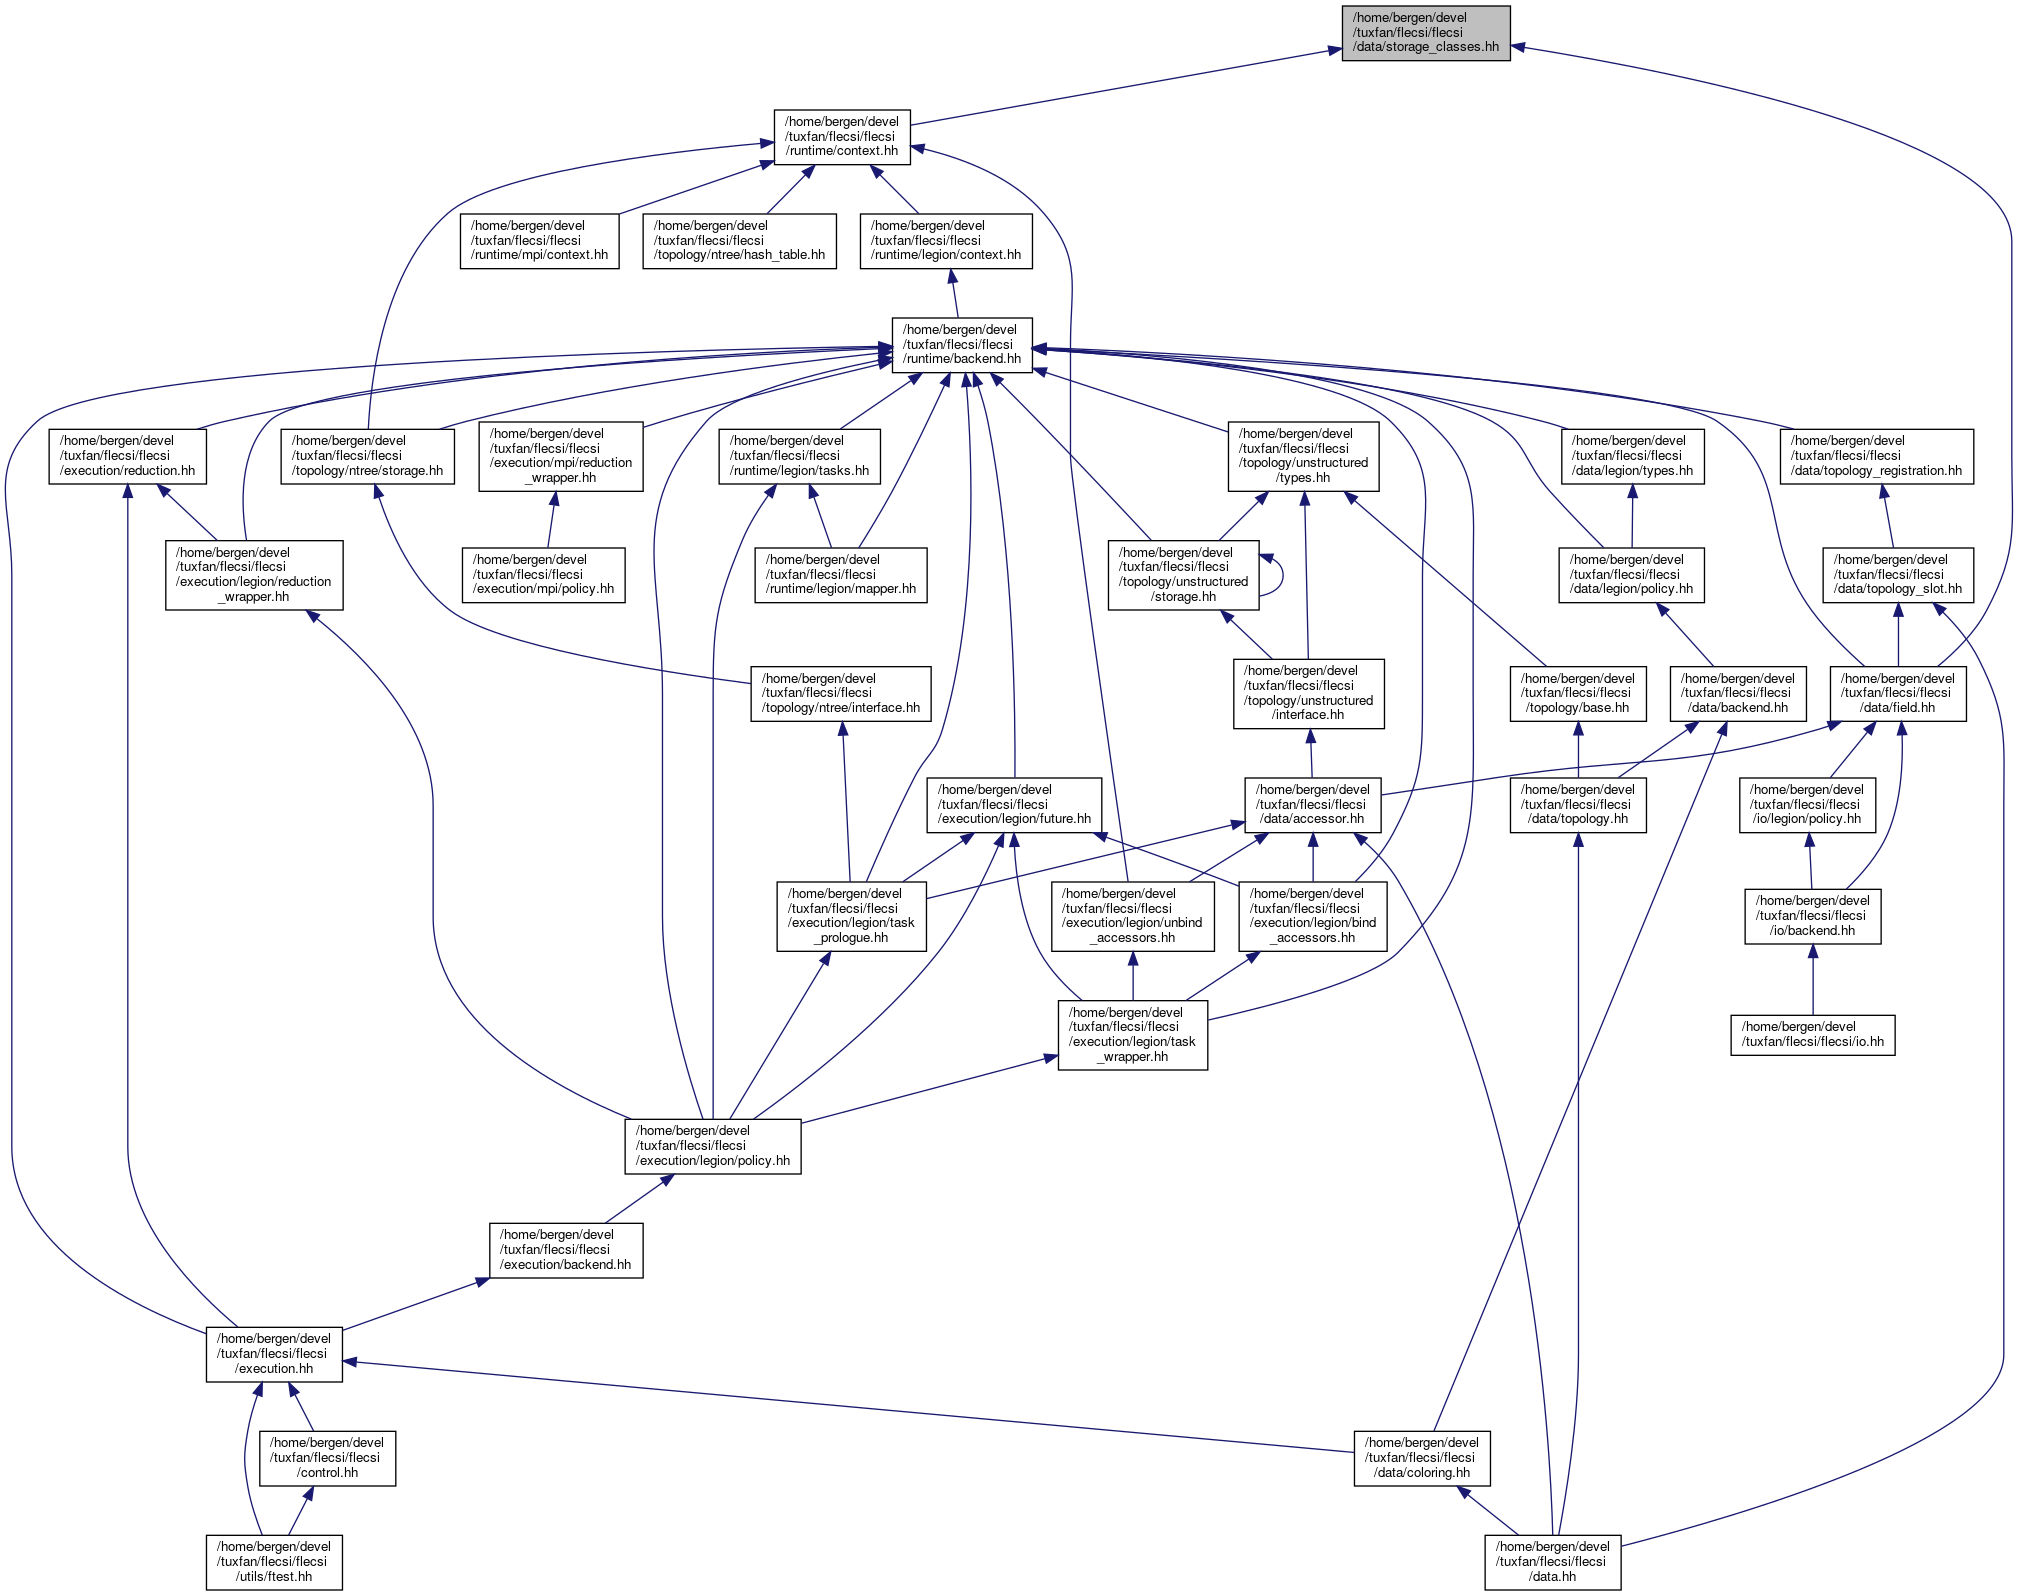 /home/bergen/devel
/tuxfan/flecsi/flecsi
/data/storage_classes.hh
/home/bergen/devel
/tuxfan/flecsi/flecsi
/runtime/context.hh
/home/bergen/devel
/tuxfan/flecsi/flecsi
/runtime/mpi/context.hh
/home/bergen/devel
/tuxfan/flecsi/flecsi
/topology/ntree/hash_table.hh
/home/bergen/devel
/tuxfan/flecsi/flecsi
/runtime/legion/context.hh
/home/bergen/devel
/tuxfan/flecsi/flecsi
/runtime/backend.hh
/home/bergen/devel
/tuxfan/flecsi/flecsi
/execution/reduction.hh
/home/bergen/devel
/tuxfan/flecsi/flecsi
/topology/ntree/storage.hh
/home/bergen/devel
/tuxfan/flecsi/flecsi
/execution/mpi/reduction
_wrapper.hh
/home/bergen/devel
/tuxfan/flecsi/flecsi
/runtime/legion/tasks.hh
/home/bergen/devel
/tuxfan/flecsi/flecsi
/topology/unstructured
/types.hh
/home/bergen/devel
/tuxfan/flecsi/flecsi
/data/legion/types.hh
/home/bergen/devel
/tuxfan/flecsi/flecsi
/data/topology_registration.hh
/home/bergen/devel
/tuxfan/flecsi/flecsi
/execution/legion/reduction
_wrapper.hh
/home/bergen/devel
/tuxfan/flecsi/flecsi
/execution/mpi/policy.hh
/home/bergen/devel
/tuxfan/flecsi/flecsi
/runtime/legion/mapper.hh
/home/bergen/devel
/tuxfan/flecsi/flecsi
/topology/unstructured
/storage.hh
/home/bergen/devel
/tuxfan/flecsi/flecsi
/data/legion/policy.hh
/home/bergen/devel
/tuxfan/flecsi/flecsi
/data/topology_slot.hh
/home/bergen/devel
/tuxfan/flecsi/flecsi
/topology/ntree/interface.hh
/home/bergen/devel
/tuxfan/flecsi/flecsi
/topology/unstructured
/interface.hh
/home/bergen/devel
/tuxfan/flecsi/flecsi
/topology/base.hh
/home/bergen/devel
/tuxfan/flecsi/flecsi
/data/backend.hh
/home/bergen/devel
/tuxfan/flecsi/flecsi
/data/field.hh
/home/bergen/devel
/tuxfan/flecsi/flecsi
/execution/legion/future.hh
/home/bergen/devel
/tuxfan/flecsi/flecsi
/data/accessor.hh
/home/bergen/devel
/tuxfan/flecsi/flecsi
/data/topology.hh
/home/bergen/devel
/tuxfan/flecsi/flecsi
/io/legion/policy.hh
/home/bergen/devel
/tuxfan/flecsi/flecsi
/execution/legion/task
_prologue.hh
/home/bergen/devel
/tuxfan/flecsi/flecsi
/execution/legion/unbind
_accessors.hh
/home/bergen/devel
/tuxfan/flecsi/flecsi
/execution/legion/bind
_accessors.hh
/home/bergen/devel
/tuxfan/flecsi/flecsi
/io/backend.hh
/home/bergen/devel
/tuxfan/flecsi/flecsi
/execution/legion/task
_wrapper.hh
/home/bergen/devel
/tuxfan/flecsi/flecsi/io.hh
/home/bergen/devel
/tuxfan/flecsi/flecsi
/execution/legion/policy.hh
/home/bergen/devel
/tuxfan/flecsi/flecsi
/execution/backend.hh
/home/bergen/devel
/tuxfan/flecsi/flecsi
/execution.hh
/home/bergen/devel
/tuxfan/flecsi/flecsi
/control.hh
/home/bergen/devel
/tuxfan/flecsi/flecsi
/data/coloring.hh
/home/bergen/devel
/tuxfan/flecsi/flecsi
/utils/ftest.hh
/home/bergen/devel
/tuxfan/flecsi/flecsi
/data.hh